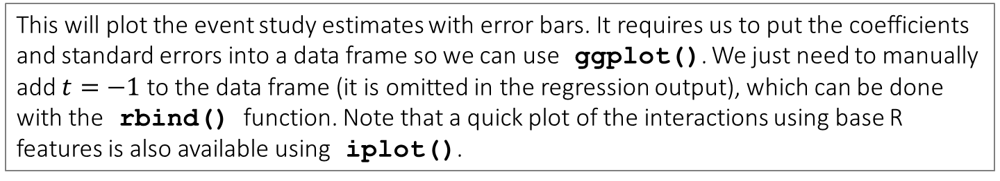 This will plot the event study estimates with error bars. It requires us to put the coefficients
and standard errors into a data frame so we can use ggplot(). We just need to manually
add t = −1 to the data frame (it is omitted in the regression output), which can be done
with the rbind() function. Note that a quick plot of the interactions using base R
features is also available using iplot().